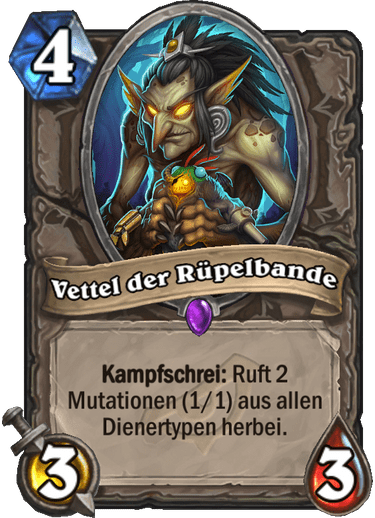 4
Vettel der Rüpelbande
Kampfschrei: Ruft 2
Mutationen (1/1) aus allen
Dienertypen herbei.
3
3